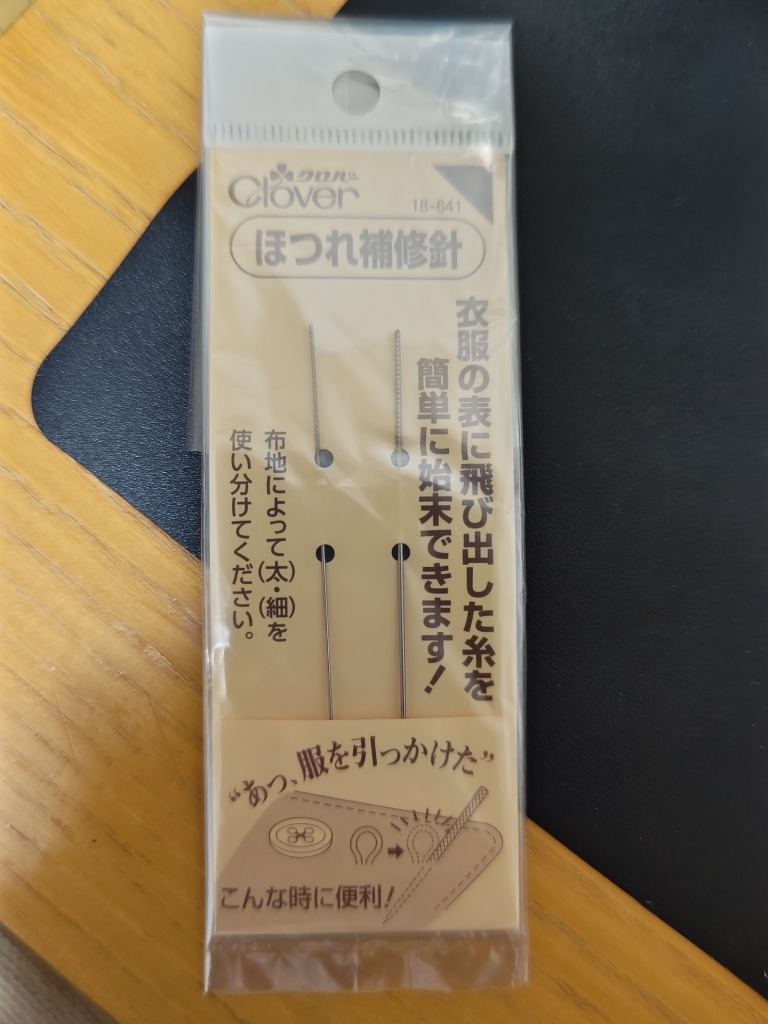 クロバー
Clover
18-641
ほつれ補修針
衣服の表に飛び出した糸を
簡単に始末できます!
布地によって(太)・(細)を
使い分けてください。
“あっ、服を引っかけた”
こんな時に便利!